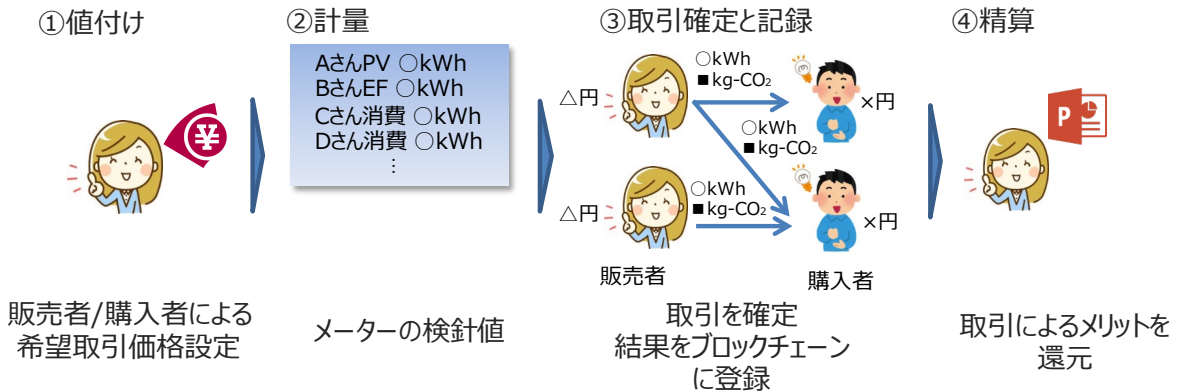 ①値付け
¥
販売者/購入者による
希望取引価格設定
②計量
AさんPV ○kWh
BさんEF ○kWh
Cさん消費 ○kWh
Dさん消費 ○kWh
⋮
メーターの検針値
③取引確定と記録
○kWh
■kg-CO₂
△円
×円
○kWh
■kg-CO₂
○kWh
■kg-CO₂
△円
×円
販売者
購入者
取引を確定
結果をブロックチェーン
に登録
④精算
P
取引によるメリットを
還元